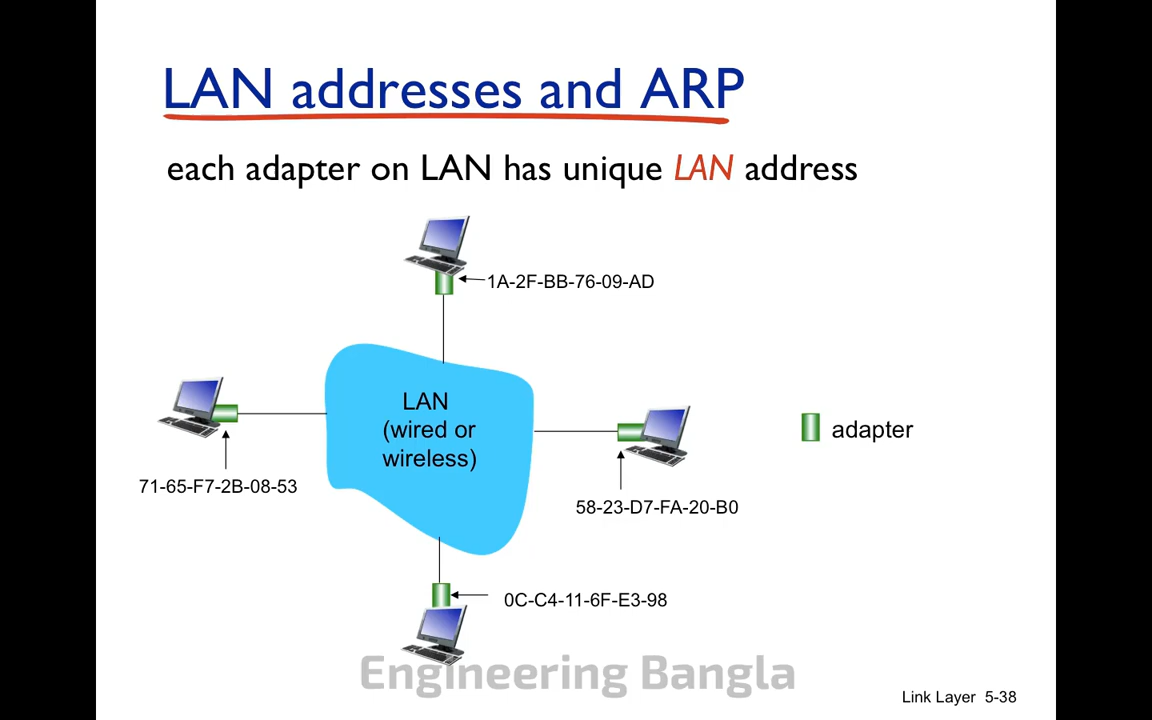 LAN addresses and ARP
each adapter on LAN has unique LAN address
1A-2F-BB-76-09-AD
LAN
(wired or
wireless)
adapter
71-65-F7-2B-08-53
58-23-D7-FA-20-B0
0C-C4-11-6F-E3-98
Engineering Bangla
Link Layer 5-38